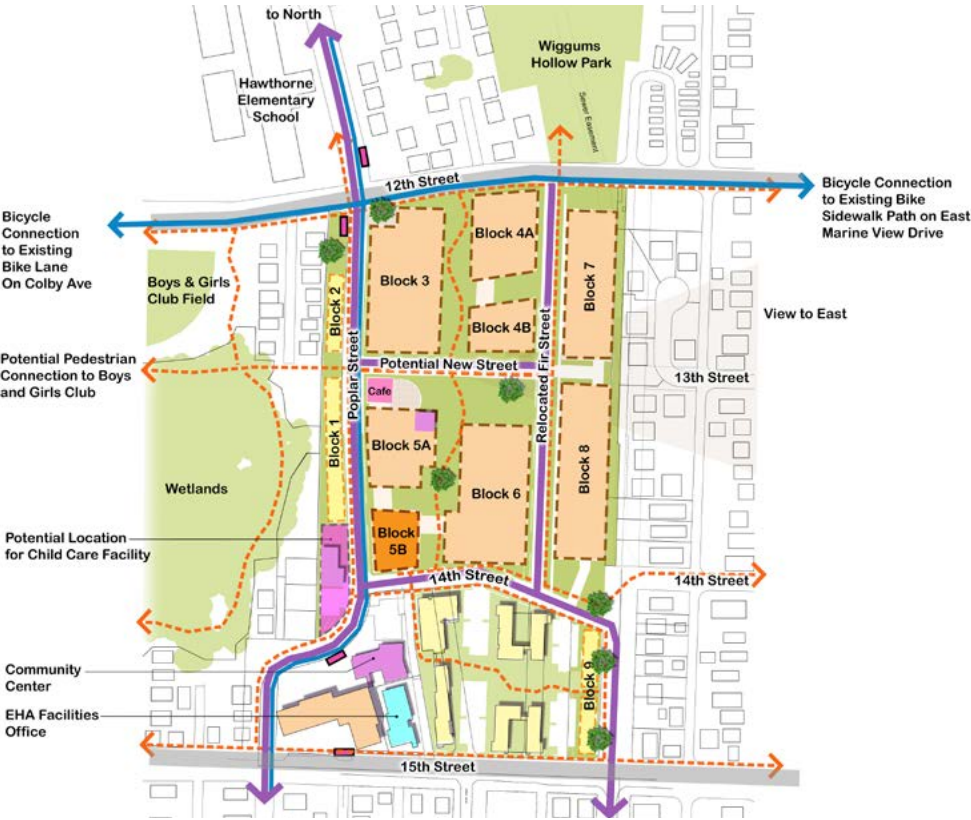 to North
Wiggums
Hollow Park
Hawthorne
Elementary
School
Sewer Easement
12th Street
Bicycle
Connection
to Existing
Bike Lane
On Colby Ave
Bicycle Connection
to Existing Bike
Sidewalk Path on East
Marine View Drive
Boys & Girls
Club Field
Block 2
Block 3
Block 4A
Block 4B
Block 7
View to East
Potential Pedestrian
Connection to Boys
and Girls Club
Poplar Street
Potential New Street
Relocated Fir Street
13th Street
Cafe
Block 1
Block 5A
Block 6
Block 8
Wetlands
Potential Location
for Child Care Facility
Block
5B
14th Street
14th Street
Community
Center
Block 9
EHA Facilities
Office
15th Street